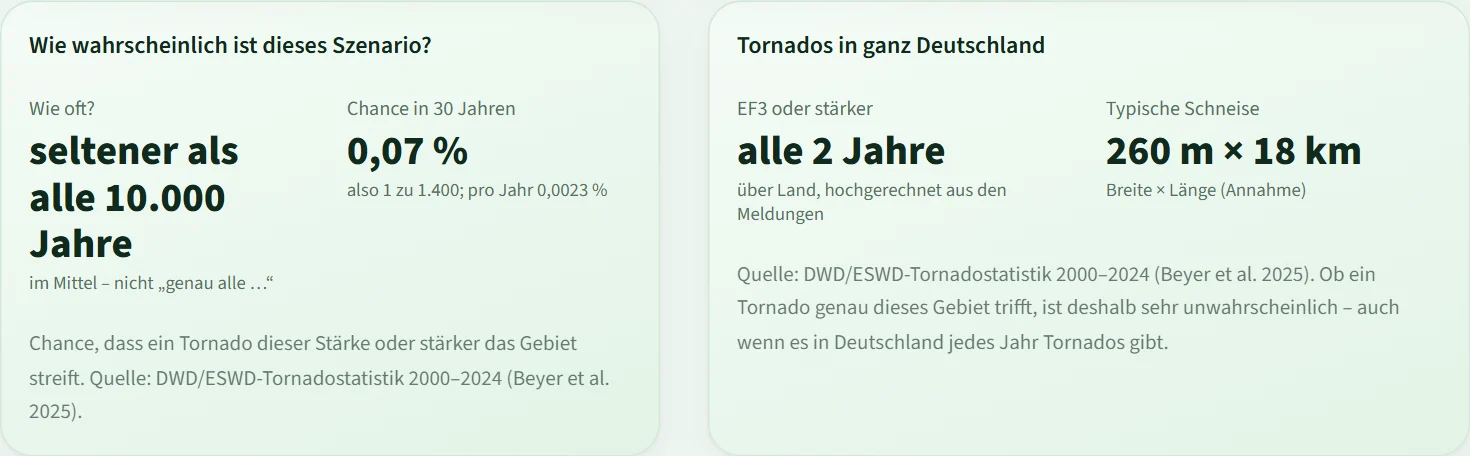 Wie wahrscheinlich ist dieses Szenario?
Wie oft?
seltener als
alle 10.000
Jahre
im Mittel – nicht „genau alle …“
Chance in 30 Jahren
0,07 %
also 1 zu 1.400; pro Jahr 0,0023 %
Chance, dass ein Tornado dieser Stärke oder stärker das Gebiet
streift. Quelle: DWD/ESWD-Tornadostatistik 2000–2024 (Beyer et al.
2025).
Tornados in ganz Deutschland
EF3 oder stärker
alle 2 Jahre
über Land, hochgerechnet aus den
Meldungen
Typische Schneise
260 m × 18 km
Breite × Länge (Annahme)
Quelle: DWD/ESWD-Tornadostatistik 2000–2024 (Beyer et al. 2025). Ob ein
Tornado genau dieses Gebiet trifft, ist deshalb sehr unwahrscheinlich – auch
wenn es in Deutschland jedes Jahr Tornados gibt.